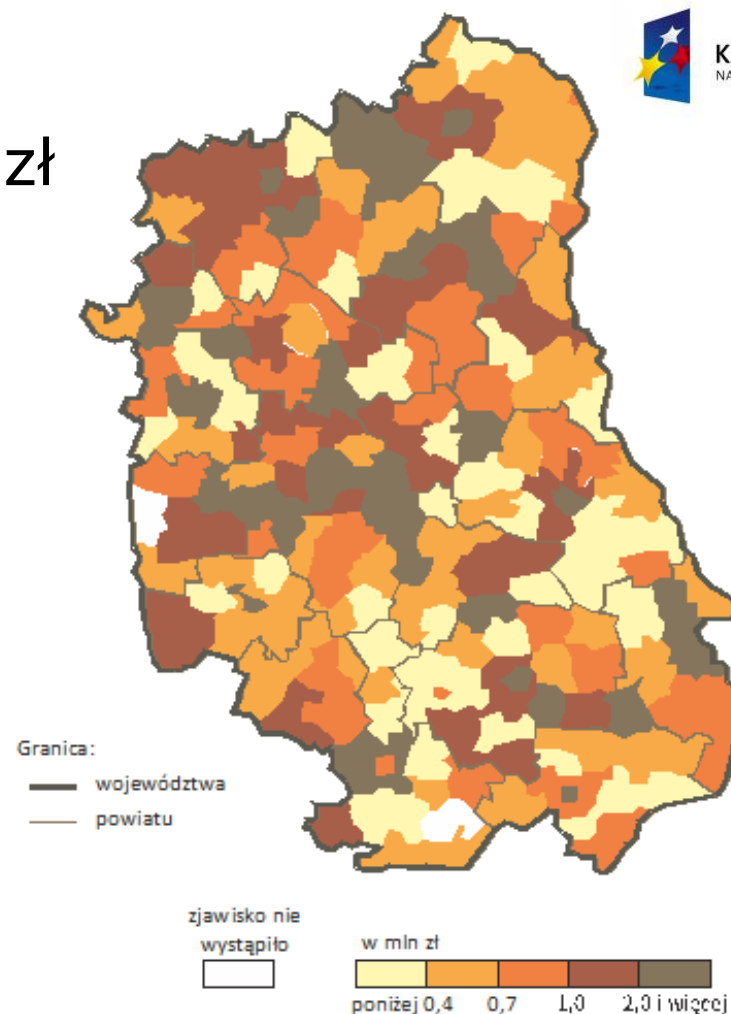 K
NA
zł
Granica:
województwa
powiatu
zjawisko nie
wystąpiło
w mln zł
poniżej 0,4 0,7 1,0 2,0 i więcej